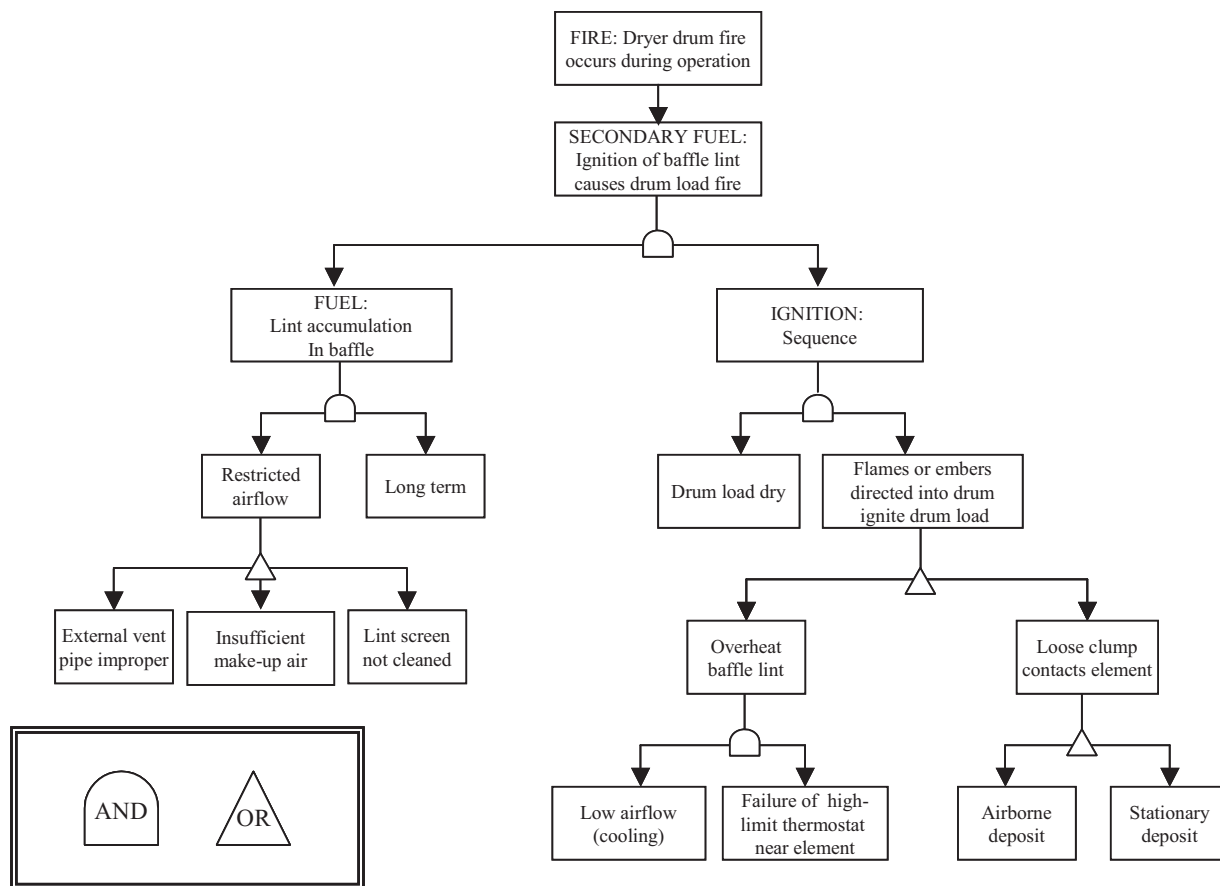 FIRE: Dryer drum fire
occurs during operation
SECONDARY FUEL:
Ignition of baffle lint
causes drum load fire
FUEL:
Lint accumulation
In baffle
IGNITION:
Sequence
Restricted
airflow
Long term
Drum load dry
Flames or embers
directed into drum
ignite drum load
External vent
pipe improper
Insufficient
make-up air
Lint screen
not cleaned
Overheat
baffle lint
Loose clump
contacts element
Low airflow
(cooling)
Failure of high-
limit thermostat
near element
Airborne
deposit
Stationary
deposit
AND
OR